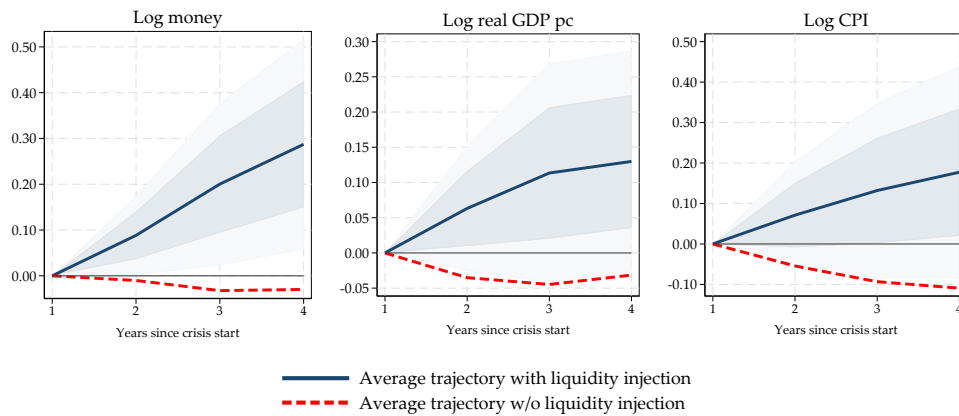 Log money
0.50
0.40
0.30
0.20
0.10
0.00
1 2 3 4
Years since crisis start
Log real GDP pc
0.30
0.25
0.20
0.15
0.10
0.05
0.00
-0.05
1 2 3 4
Years since crisis start
Log CPI
0.50
0.40
0.30
0.20
0.10
0.00
-0.10
1 2 3 4
Years since crisis start
Average trajectory with liquidity injection
Average trajectory w/o liquidity injection